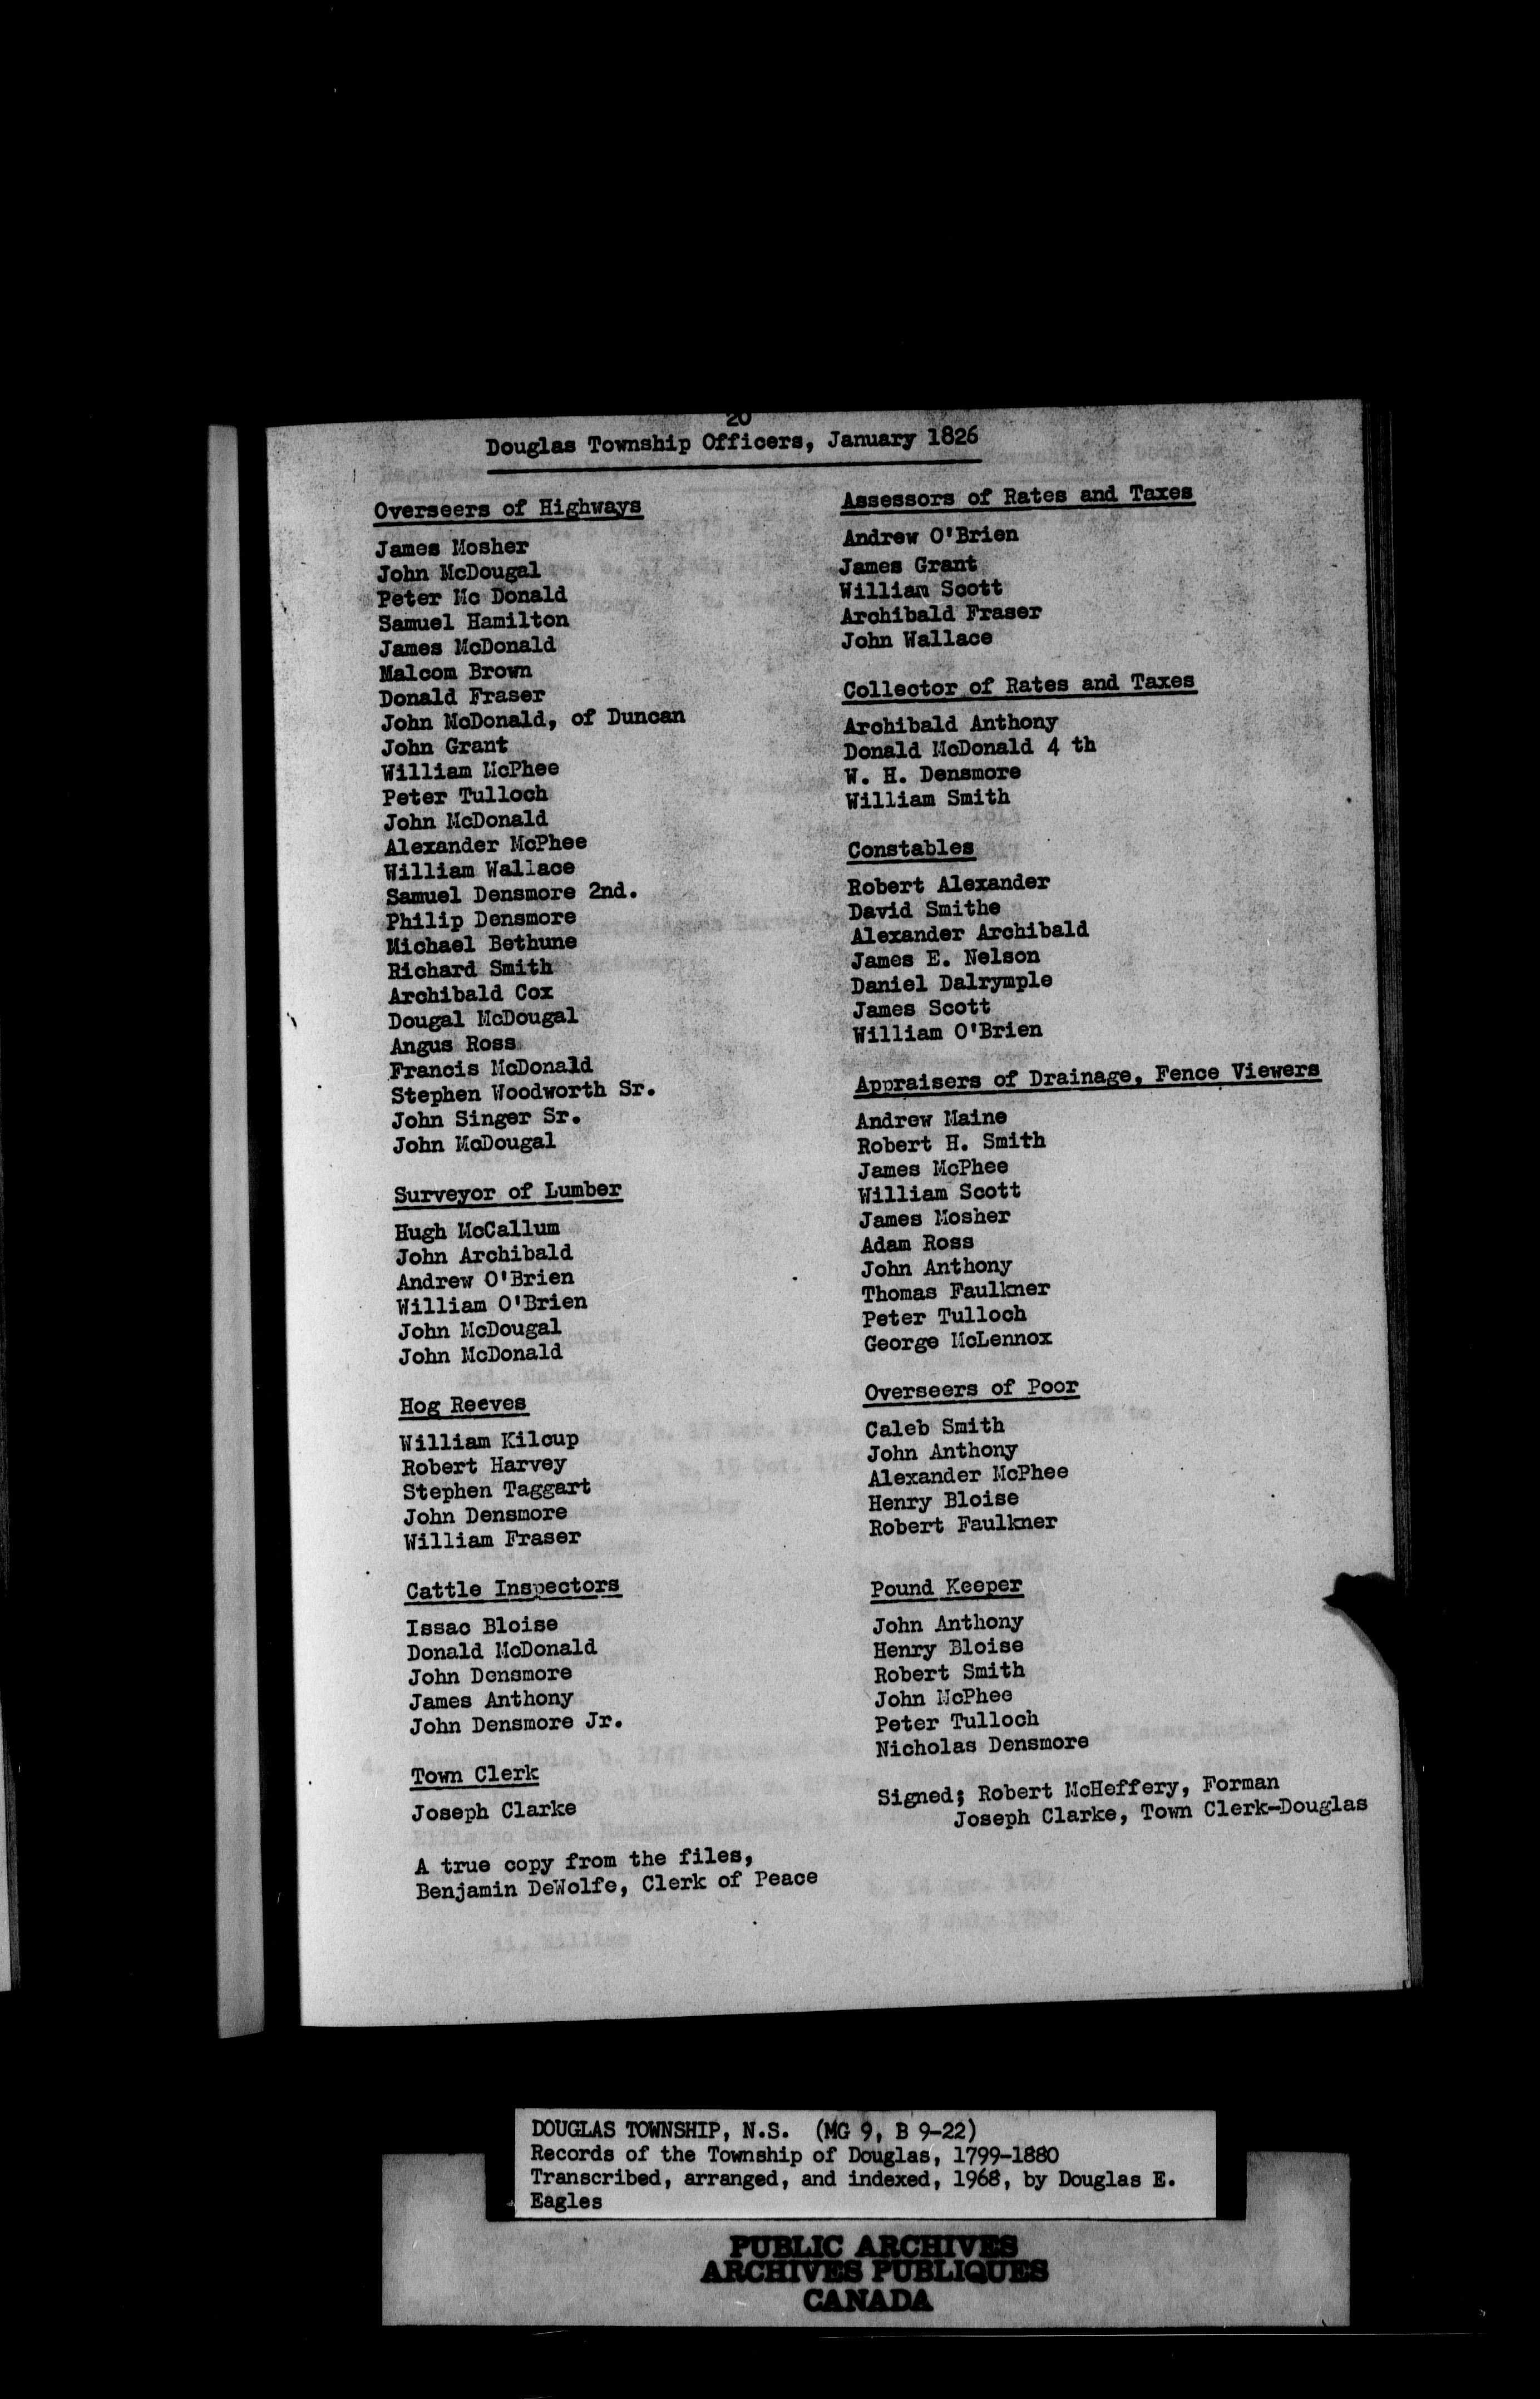 20
Douglas Township Officers, January 1826
Overseers of Highways
James Mosher
John McDougal
Peter Mc Donald
Samuel Hamilton
James McDonald
Malcom Brown
Donald Fraser
John McDonald, of Duncan
John Grant
William McPhee
Peter Tulloch
John McDonald
Alexander McPhee
William Wallace
Samuel Densmore 2nd.
Philip Densmore
Michael Bethune
Richard Smith
Archibald Cox
Dougal McDougal
Angus Ross
Francis McDonald
Stephen Woodworth Sr.
John Singer Sr.
John McDougal
Surveyor of Lumber
Hugh McCallum
John Archibald
Andrew O'Brien
William O'Brien
John McDougal
John McDonald
Hog Reeves
William Kilcup
Robert Harvey
Stephen Taggart
John Densmore
William Fraser
Cattle Inspectors
Issac Bloise
Donald McDonald
John Densmore
James Anthony
John Densmore Jr.
Town Clerk
Joseph Clarke
A true copy from the files,
Benjamin DeWolfe, Clerk of Peace
Assessors of Rates and Taxes
Andrew O'Brien
James Grant
William Scott
Archibald Fraser
John Wallace
Collector of Rates and Taxes
Archibald Anthony
Donald McDonald 4 th
W. H. Densmore
William Smith
Constables
Robert Alexander
David Smithe
Alexander Archibald
James E. Nelson
Daniel Dalrymple
James Scott
William O'Brien
Appraisers of Drainage, Fence Viewers
Andrew Maine
Robert H. Smith
James McPhee
William Scott
James Mosher
Adam Ross
John Anthony
Thomas Faulkner
Peter Tulloch
George McLennox
Overseers of Poor
Caleb Smith
John Anthony
Alexander McPhee
Henry Bloise
Robert Faulkner
Pound Keeper
John Anthony
Henry Bloise
Robert Smith
John McPhee
Peter Tulloch
Nicholas Densmore
Signed; Robert McHeffery, Forman
Joseph Clarke, Town Clerk-Douglas
DOUGLAS TOWNSHIP, N.S. (MG 9, B 9-22)
Records of the Township of Douglas, 1799-1880
Transcribed, arranged, and indexed, 1968, by Douglas E.
Eagles
PUBLIC ARCHIVES
ARCHIVES PUBLIQUES
CANADA